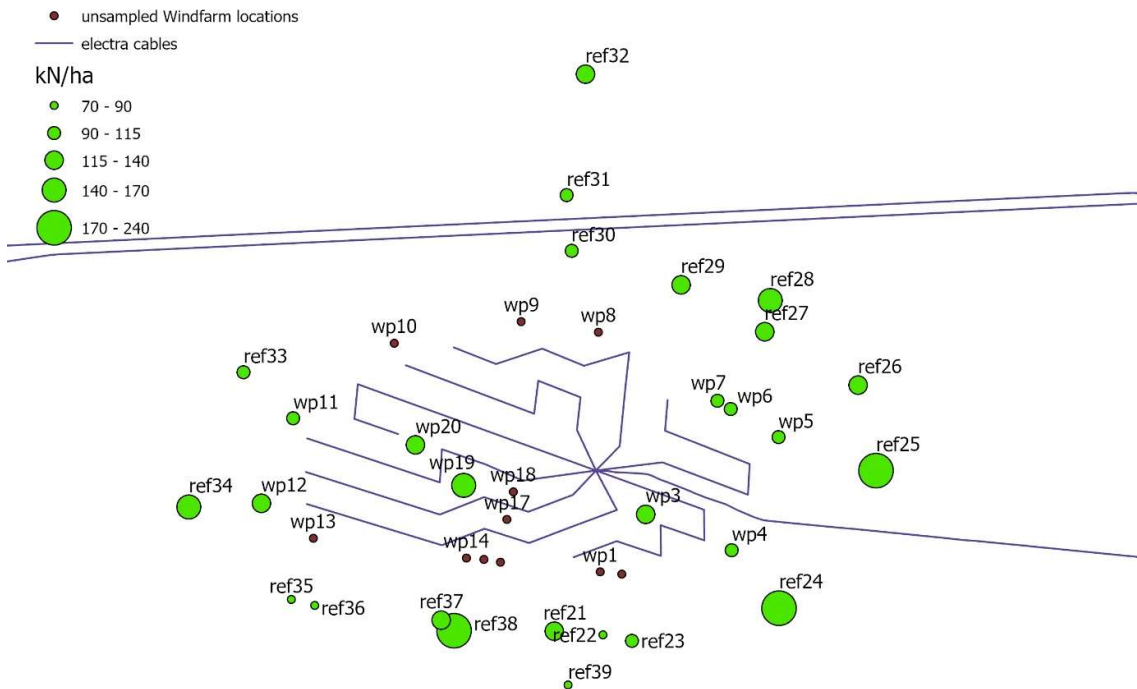 unsampled Windfarm locations
electra cables
kN/ha
70 - 90
90 - 115
115 - 140
140 - 170
170 - 240
ref32
ref31
ref30
ref29
ref28
ref27
wp9
wp8
wp10
ref33
ref26
wp7
wp6
wp11
wp5
wp20
ref25
wp19
wp18
ref34
wp12
wp3
wp17
wp13
wp4
wp14
wp1
ref24
ref35
ref36
ref37
ref38
ref21
ref22
ref23
ref39